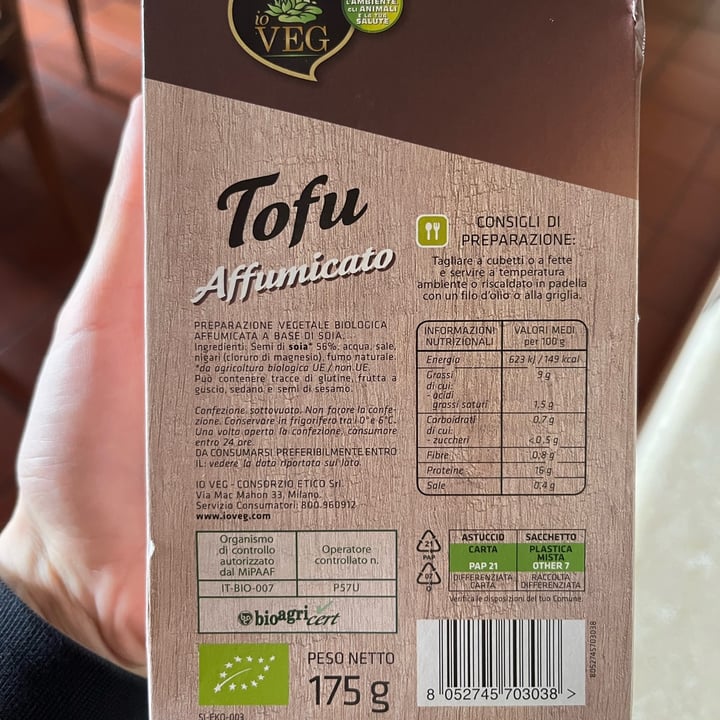 L'AMBIENTE
GLI ANIMALI
E LA TUA
SALUTE
io
VEG
Tofu
Affumicato
CONSIGLI DI
PREPARAZIONE:
Tagliare a cubetti o a fette
e servire a temperatura
ambiente o riscaldato in padella
con un filo d'olio o alla griglia.
PREPARAZIONE VEGETALE BIOLOGICA
AFFUMICATA A BASE DI SOIA.
Ingredienti: Semi di soia* 56%, acqua, sale,
nigari (cloruro di magnesio), fumo naturale.
*da agricoltura biologica UE / non UE.
Può contenere tracce di glutine, frutta a
guscio, sedano e semi di sesamo.
Confezione sottovuoto. Non forare la confe-
zione. Conservare in frigorifero tra i 0° e 6°C.
Una volta aperta la confezione, consumare
entro 24 ore.
DA CONSUMARSI PREFERIBILMENTE ENTRO
IL: vedere la data riportata sul lato.
IO VEG - CONSORZIO ETICO Srl
Via Mac Mahon 33, Milano.
Servizio Consumatori: 800-960912
www.ioveg.com
INFORMAZIONI VALORI MEDI
NUTRIZIONALI per 100 g
Energia 623 kJ / 149 kcal
Grassi 9 g
di cui:
- acidi
grassi saturi 1,5 g
Carboidrati 0,7 g
di cui:
- zuccheri <0,5 g
Fibre 0,8 g
Proteine 16 g
Sale 0,4 g
Organismo
di controllo
autorizzato
dal MiPAAF
Operatore
controllato n.
IT-BIO-007 P57U
bioagricert
21
PAP
07
O
ASTUCCIO SACCHETTO
CARTA PLASTICA
MISTA
PAP 21 OTHER 7
DIFFERENZIATA RACCOLTA
CARTA DIFFERENZIATA
Verifica le disposizioni del tuo Comune.
PESO NETTO
175 g
SI-EKO-003
8 052745 703038 >
8052745703038